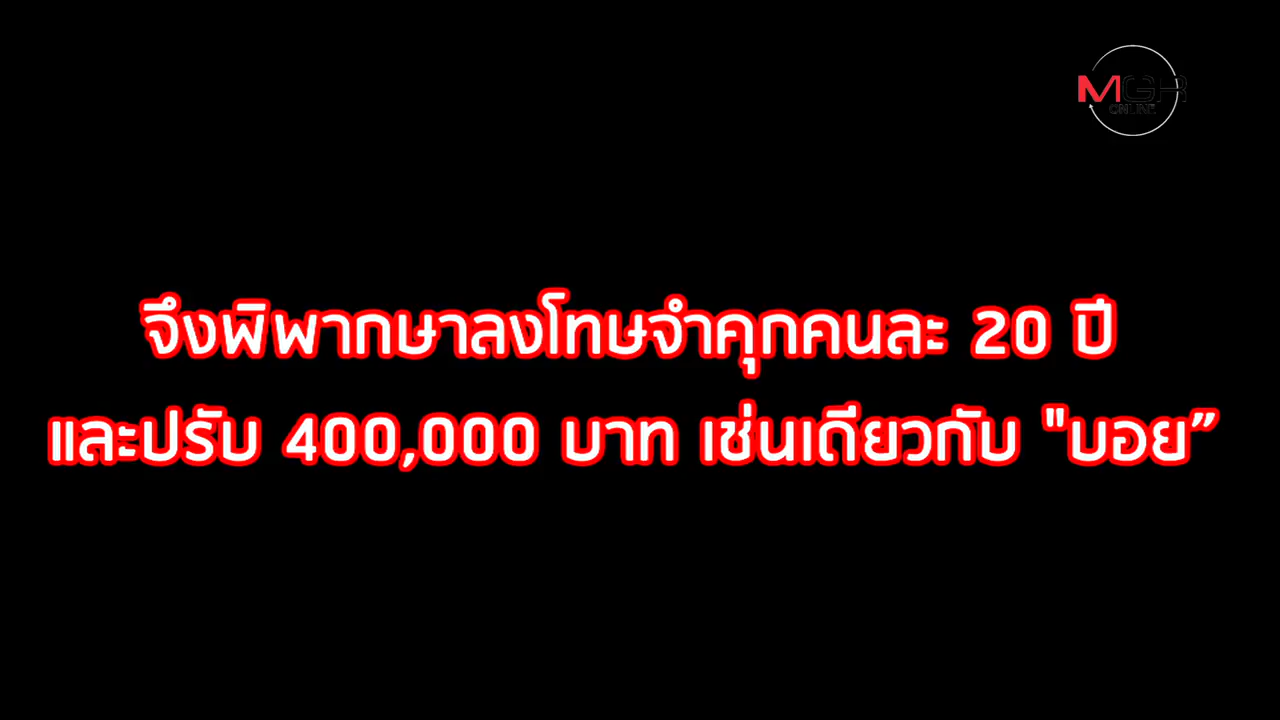 MGR
ONLINE
จึงพิพากษาลงโทษจำคุกคนละ 20 ปี
และปรับ 400,000 บาท เช่นเดียวกับ "บอย”